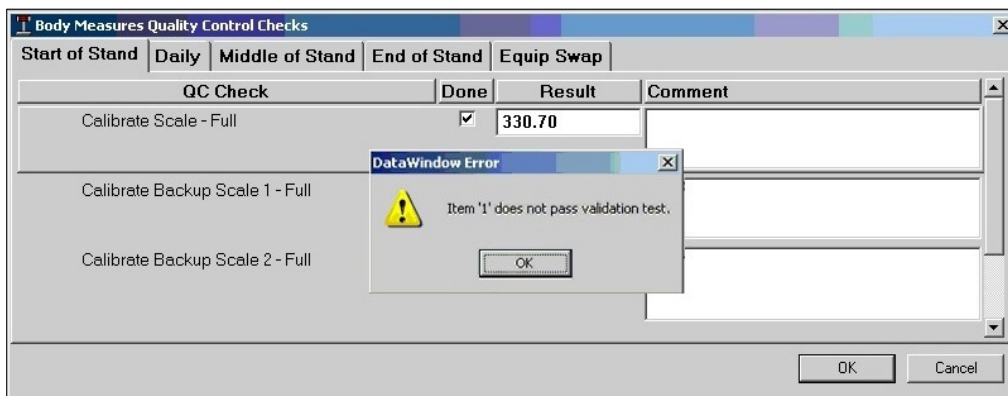 Body Measures Quality Control Checks
Start of Stand Daily Middle of Stand End of Stand Equip Swap
QC Check Done Result Comment
Calibrate Scale - Full 330.70
DataWindow Error
Calibrate Backup Scale 1 - Full
Item '1' does not pass validation test.
Calibrate Backup Scale 2 - Full
OK
OK Cancel